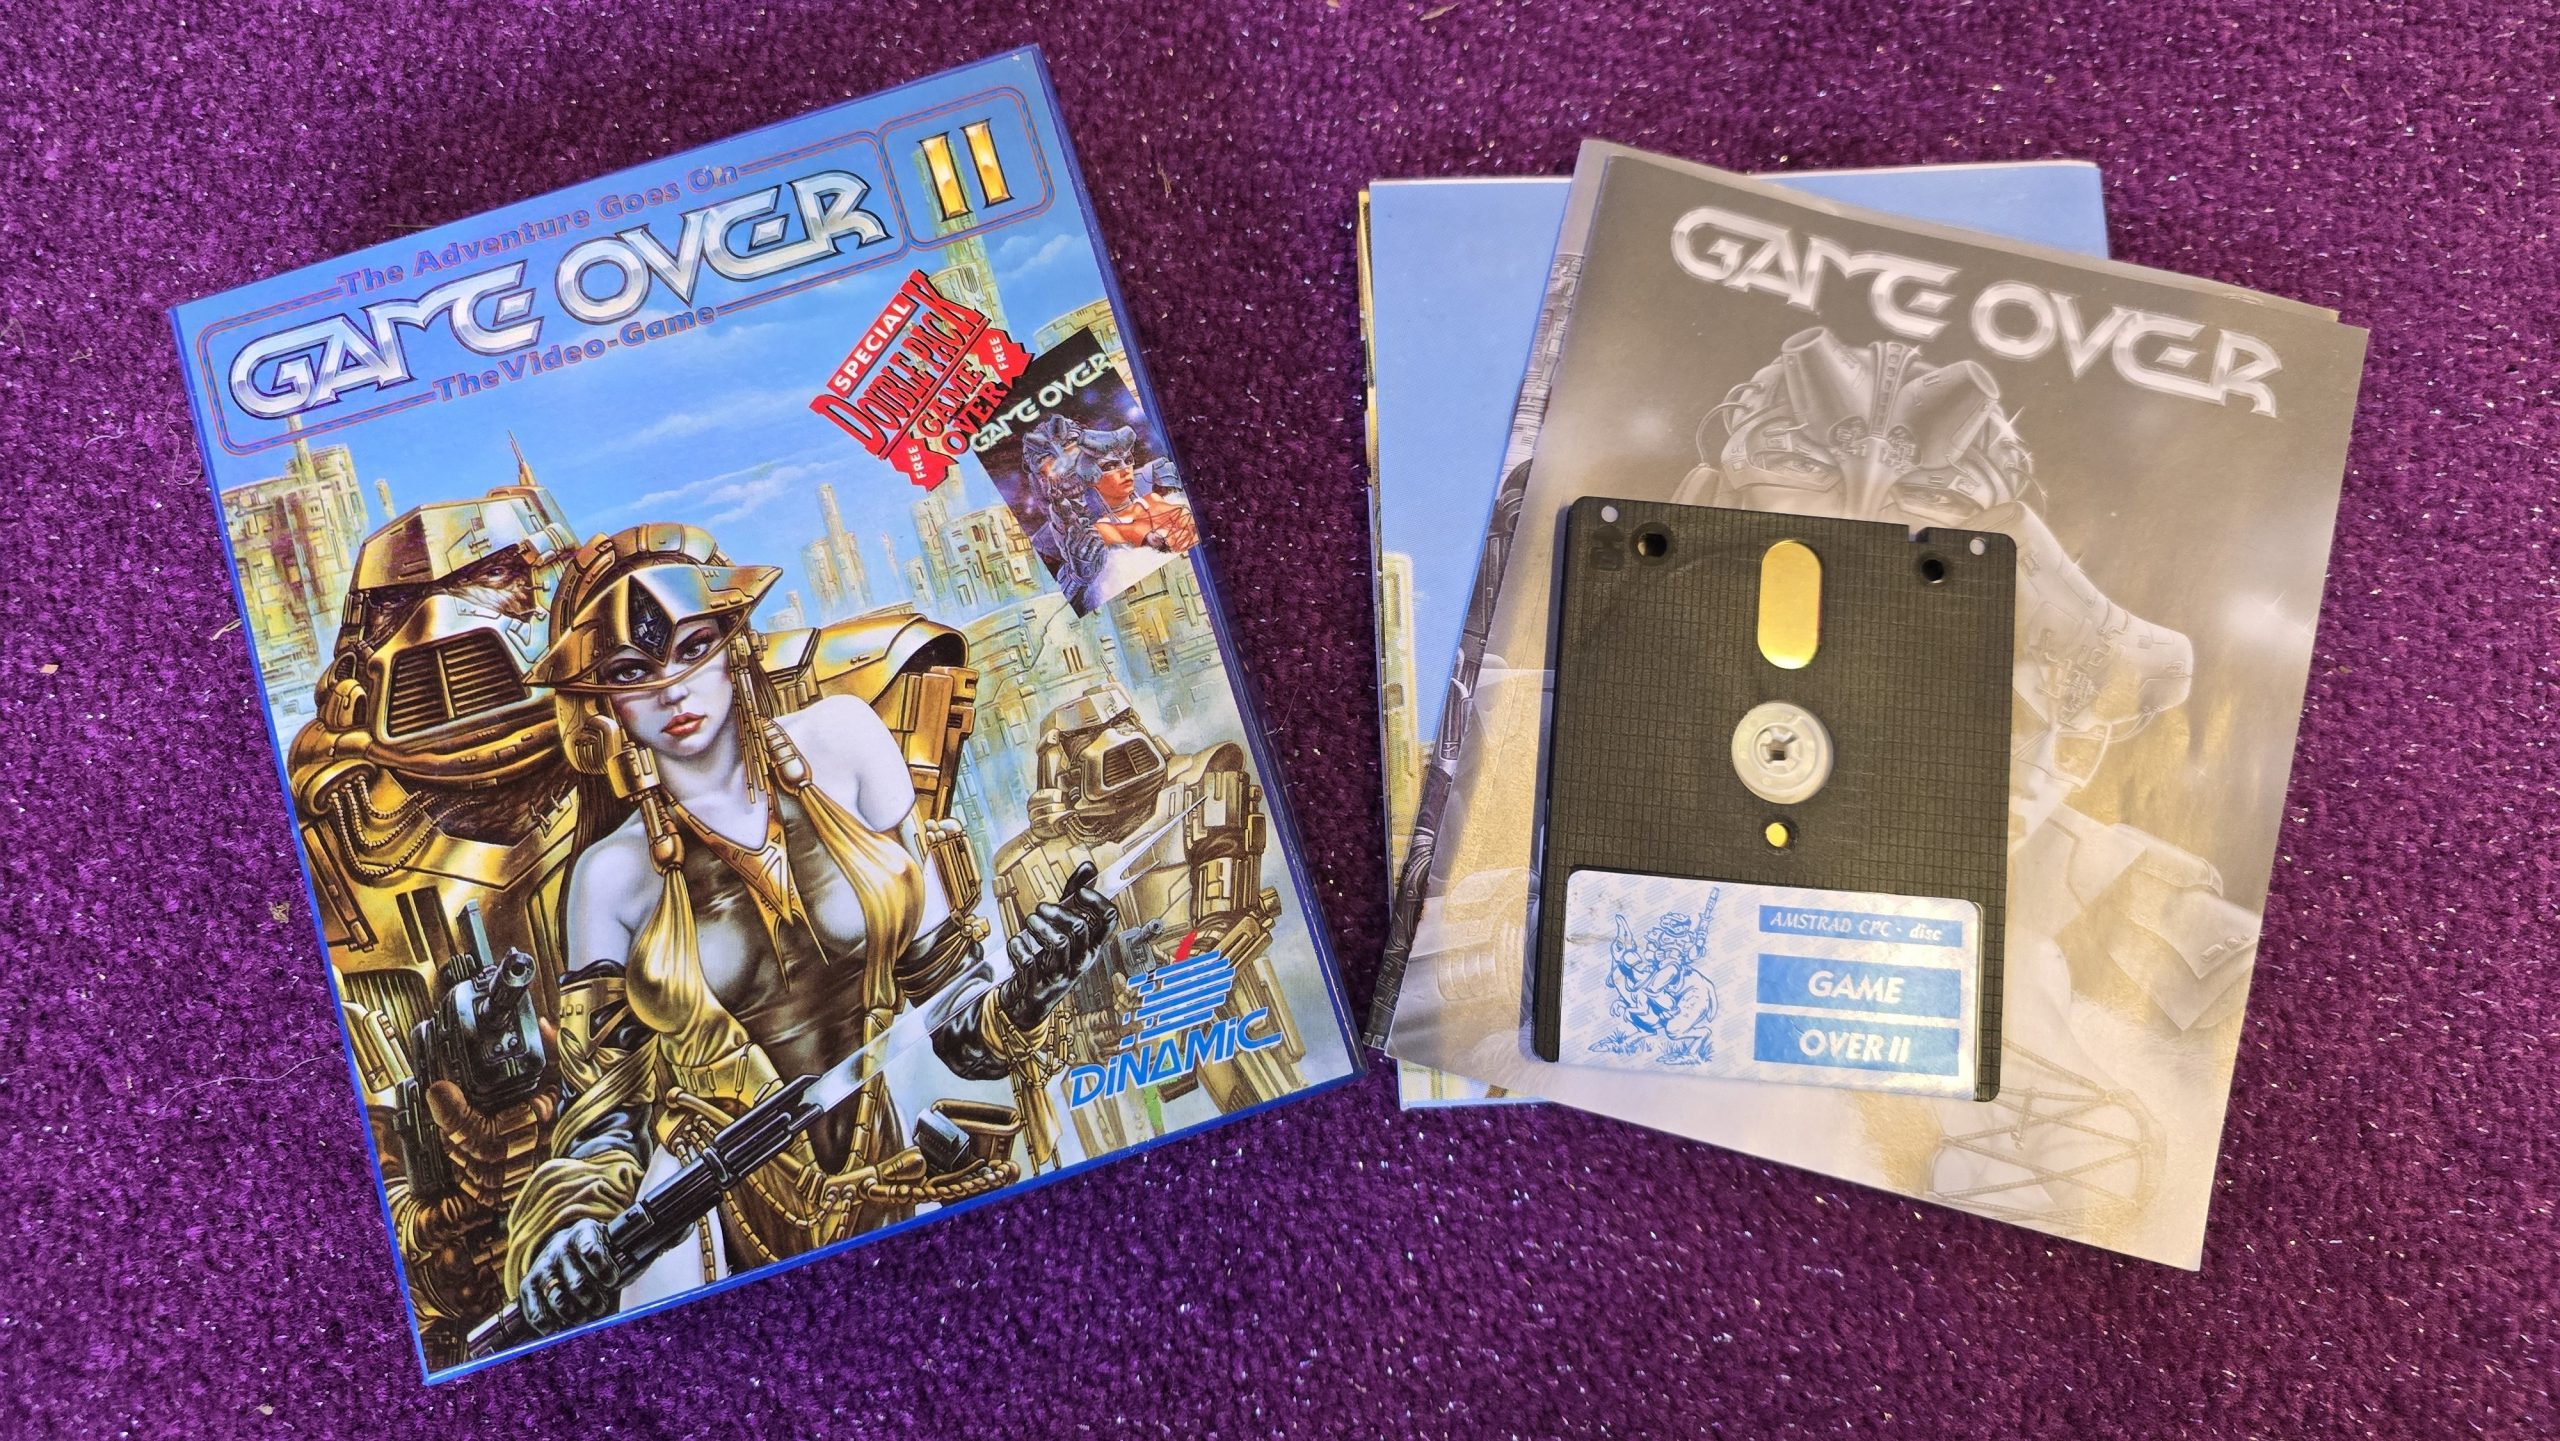 The Adventure Goes On
GAME OVER II
The Video-Game
SPECIAL
DOUBLE PACK
FREE GAME OVER FREE
GAME OVER
DiNAMiC
GAME OVER
AMSTRAD CPC - disc
GAME
OVER II